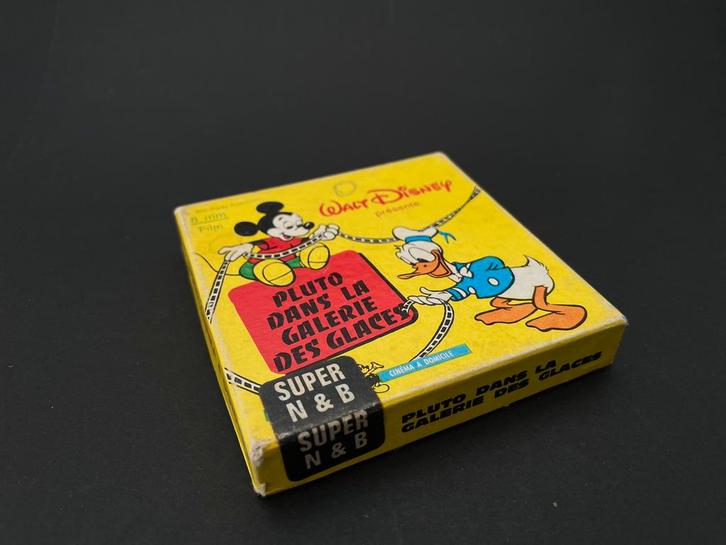 8 mm
Film
WALT DISNEY
présente
PLUTO
DANS LA
GALERIE
DES GLACES
CINÉMA À DOMICILE
SUPER
N & B
SUPER
N & B
PLUTO DANS LA
GALERIE DES GLACES